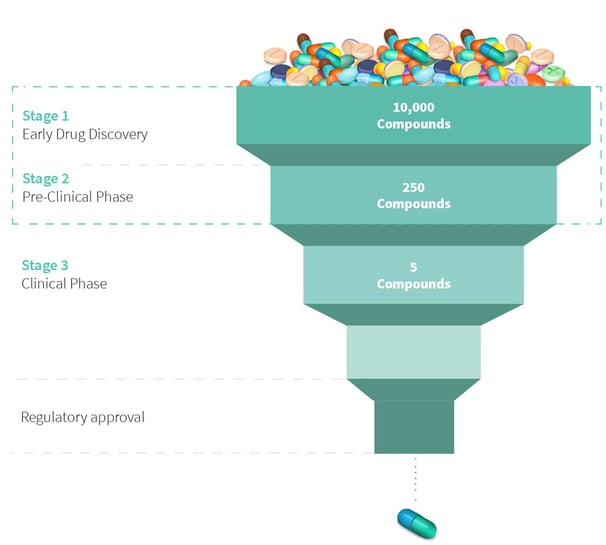 Stage 1
Early Drug Discovery
10,000
Compounds
Stage 2
Pre-Clinical Phase
250
Compounds
Stage 3
Clinical Phase
5
Compounds
Regulatory approval